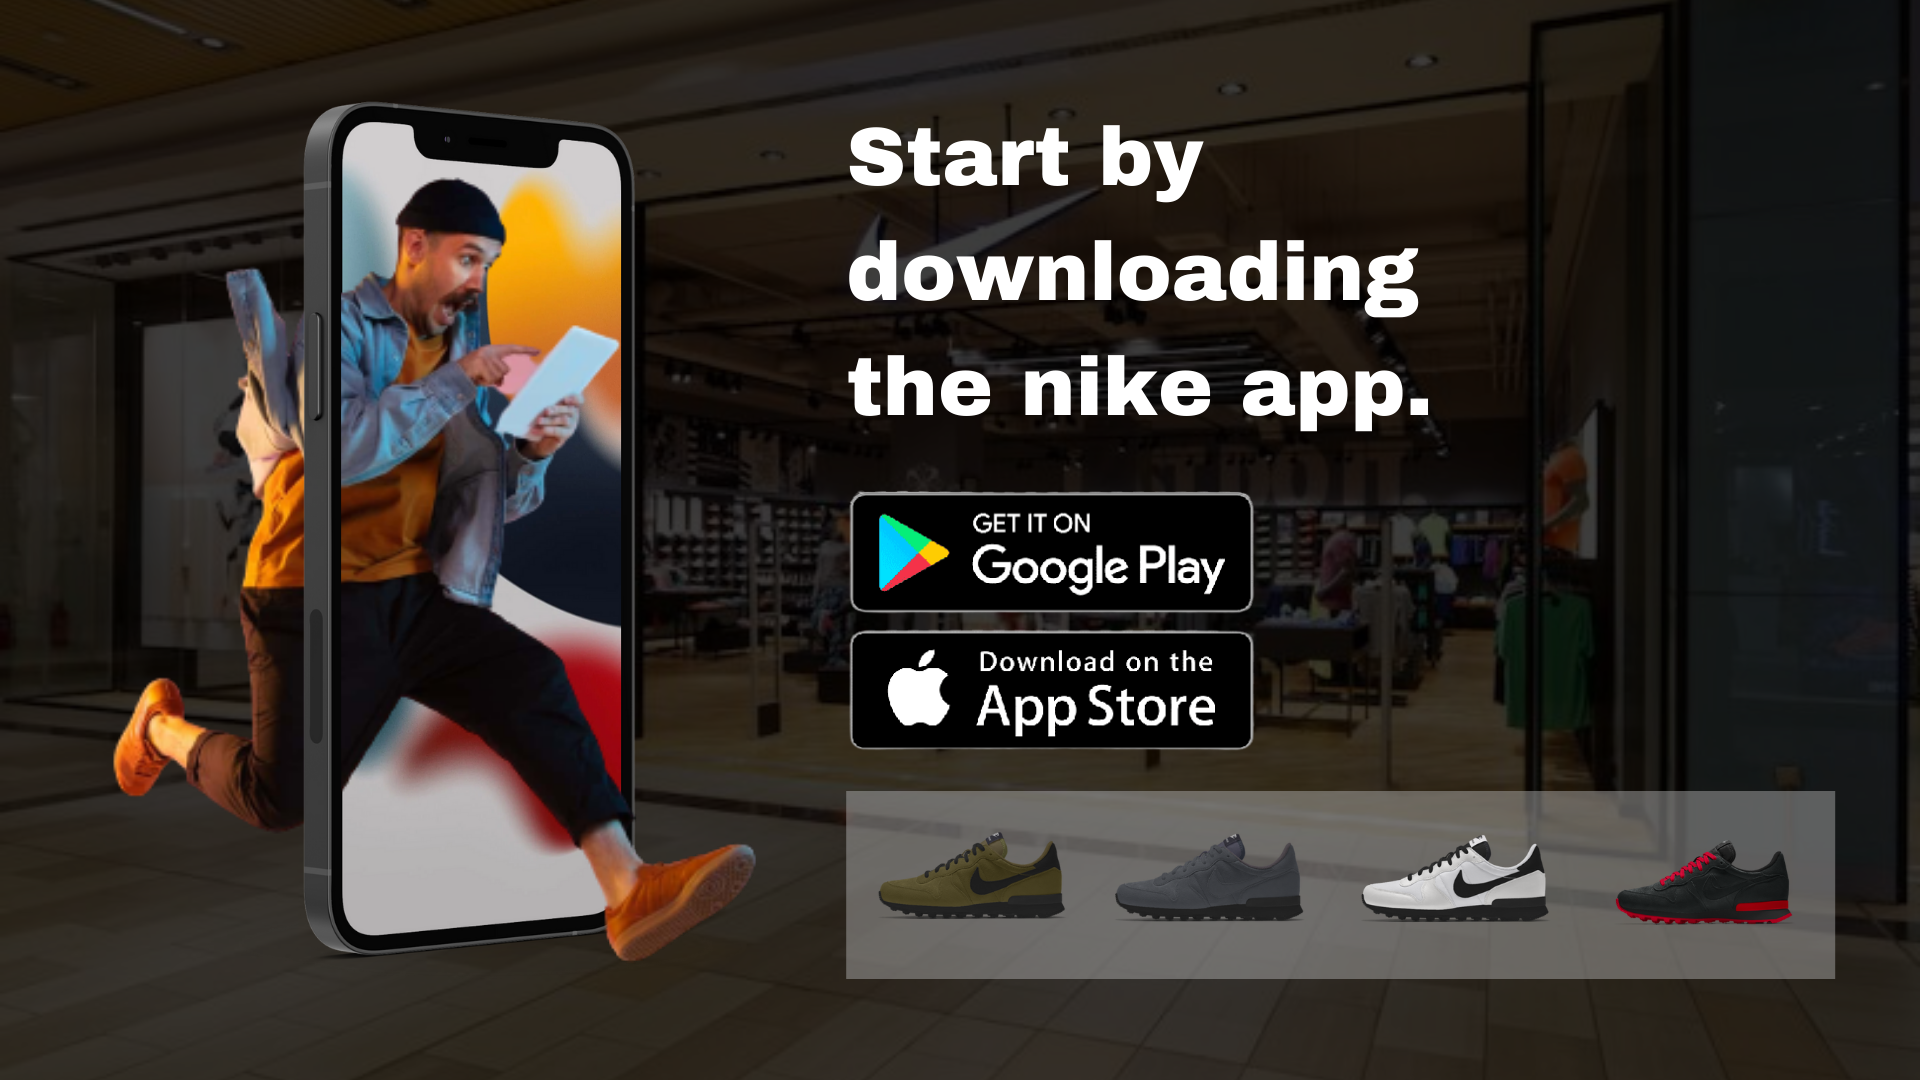 Start by
downloading
the nike app.
GET IT ON
Google Play
Download on the
App Store